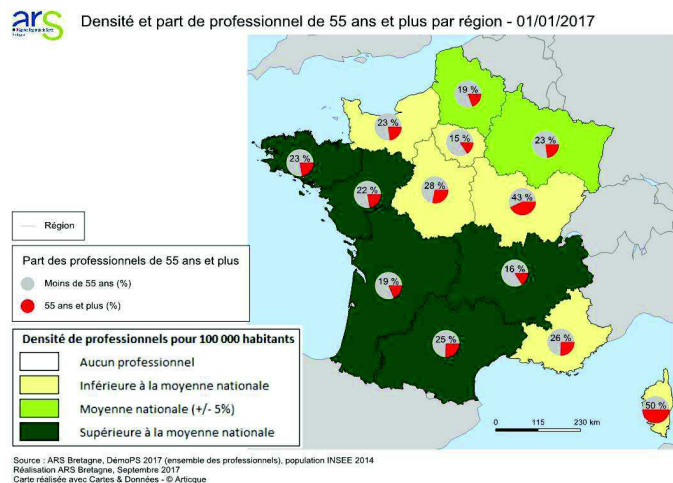 ars
Densité et part de professionnel de 55 ans et plus par région - 01/01/2017
19 %
23 %
15 %
23 %
23 %
22 %
28 %
43 %
19 %
16 %
25 %
26 %
50 %
Région
Part des professionnels de 55 ans et plus
Moins de 55 ans (%)
55 ans et plus (%)
Densité de professionnels pour 100 000 habitants
Aucun professionnel
Inférieure à la moyenne nationale
Moyenne nationale (+/- 5%)
Supérieure à la moyenne nationale
0 115 230 km
Source : ARS Bretagne, DémoPS 2017 (ensemble des professionnels), population INSEE 2014
Réalisation ARS Bretagne, Septembre 2017
Carte réalisée avec Cartes & Données - © Articque